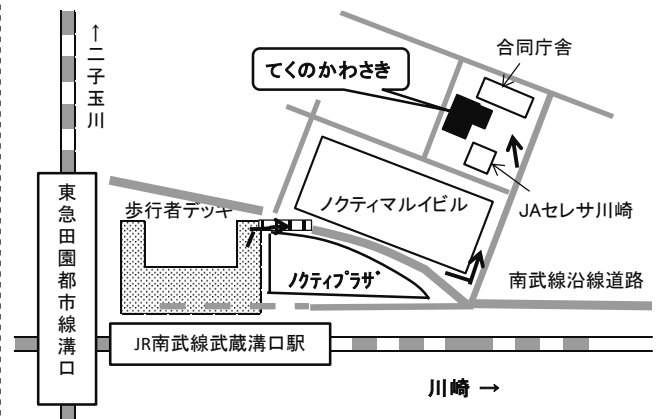 ↑二子玉川
合同庁舎
てくのかわさき
東急田園都市線溝口
歩行者デッキ
ノクティマルイビル
JAセレサ川崎
ノクティプラザ
南武線沿線道路
JR南武線武蔵溝口駅
川崎 →